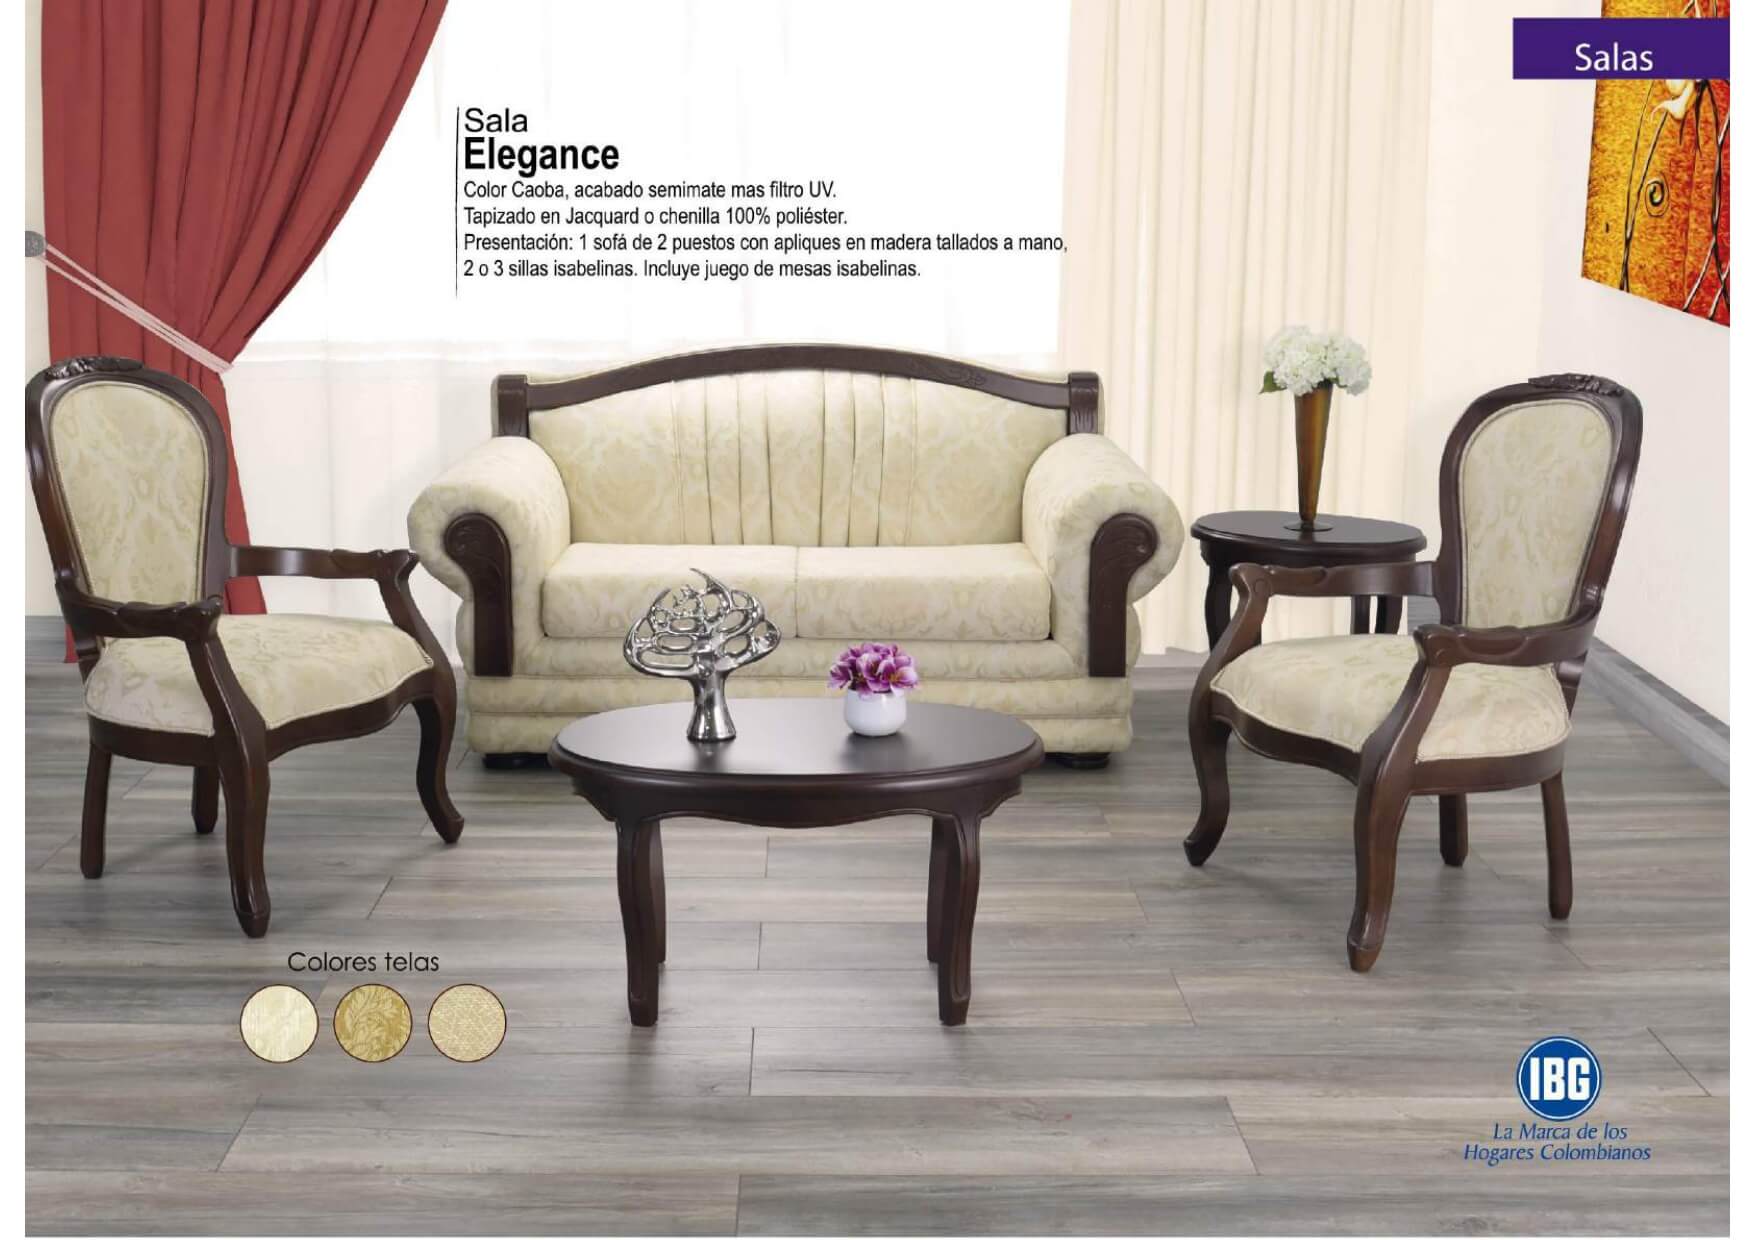 Salas
Sala
Elegance
Color Caoba, acabado semimate mas filtro UV.
Tapizado en Jacquard o chenilla 100% poliéster.
Presentación: 1 sofá de 2 puestos con apliques en madera tallados a mano,
2 o 3 sillas isabelinas. Incluye juego de mesas isabelinas.
Colores telas
IBG
La Marca de los
Hogares Colombianos